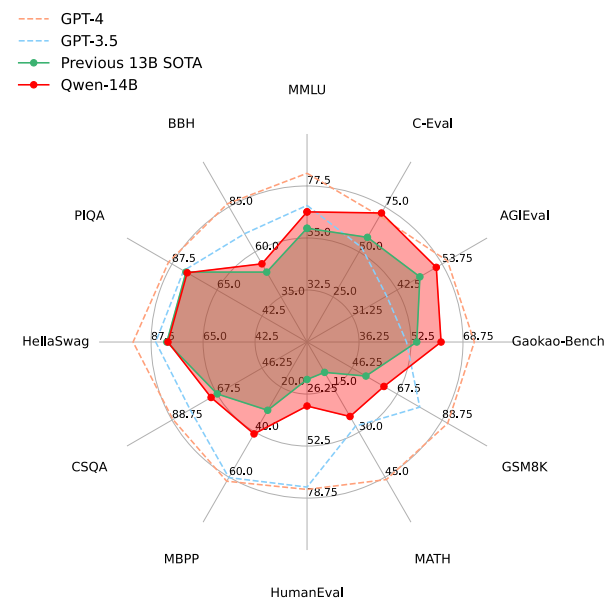 GPT-4
GPT-3.5
Previous 13B SOTA
Qwen-14B
MMLU
BBH
C-Eval
77.5
85.0
75.0
PIQA
AGIEval
60.0
55.0
50.0
87.5
53.75
65.0
35.0
32.5
25.0
42.5
42.5
31.25
HellaSwag
87.5
65.0
42.5
36.25
52.5
68.75
Gaokao-Bench
46.25
46.25
20.0
26.25
15.0
67.5
67.5
88.75
40.0
30.0
83.75
52.5
CSQA
GSM8K
60.0
45.0
78.75
MBPP
MATH
HumanEval